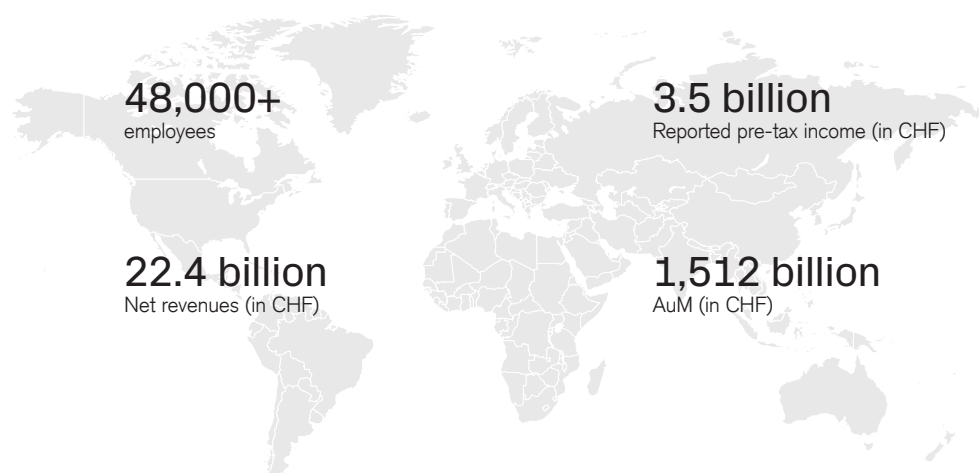 48,000+
employees
3.5 billion
Reported pre-tax income (in CHF)
22.4 billion
Net revenues (in CHF)
1,512 billion
AuM (in CHF)